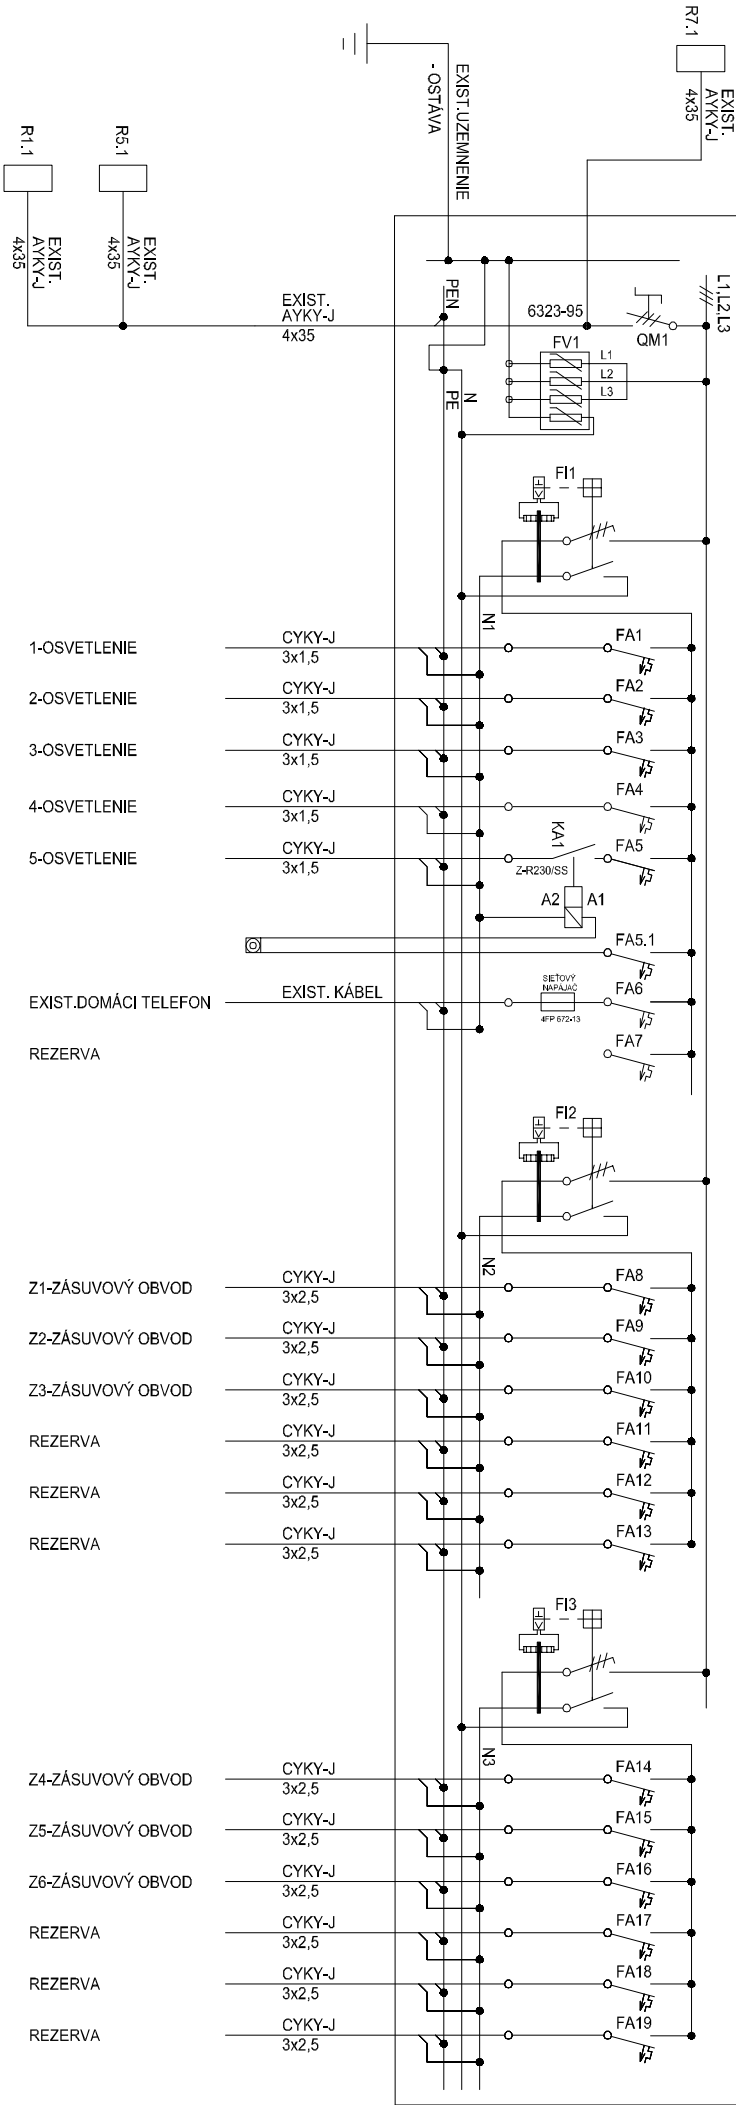 R7.1
EXIST.
AYKY-J
4x35
EXIST.UZEMNENIE
- OSTÁVA
R1.1
EXIST.
AYKY-J
4x35
R5.1
EXIST.
AYKY-J
4x35
EXIST.
AYKY-J
4x35
PEN
N
PE
6323-95
QM1
L1,L2,L3
FV1
L1
L2
L3
FI1
N1
1-OSVETLENIE
CYKY-J
3x1,5
FA1
2-OSVETLENIE
CYKY-J
3x1,5
FA2
3-OSVETLENIE
CYKY-J
3x1,5
FA3
4-OSVETLENIE
CYKY-J
3x1,5
FA4
5-OSVETLENIE
CYKY-J
3x1,5
KA1
Z-R230/SS
FA5
A2
A1
FA5.1
EXIST.DOMÁCI TELEFON
EXIST. KÁBEL
SIEŤOVÝ
NAPÁJAČ
4FP 672-13
FA6
REZERVA
FA7
FI2
N2
Z1-ZÁSUVOVÝ OBVOD
CYKY-J
3x2,5
FA8
Z2-ZÁSUVOVÝ OBVOD
CYKY-J
3x2,5
FA9
Z3-ZÁSUVOVÝ OBVOD
CYKY-J
3x2,5
FA10
REZERVA
CYKY-J
3x2,5
FA11
REZERVA
CYKY-J
3x2,5
FA12
REZERVA
CYKY-J
3x2,5
FA13
FI3
N3
Z4-ZÁSUVOVÝ OBVOD
CYKY-J
3x2,5
FA14
Z5-ZÁSUVOVÝ OBVOD
CYKY-J
3x2,5
FA15
Z6-ZÁSUVOVÝ OBVOD
CYKY-J
3x2,5
FA16
REZERVA
CYKY-J
3x2,5
FA17
REZERVA
CYKY-J
3x2,5
FA18
REZERVA
CYKY-J
3x2,5
FA19